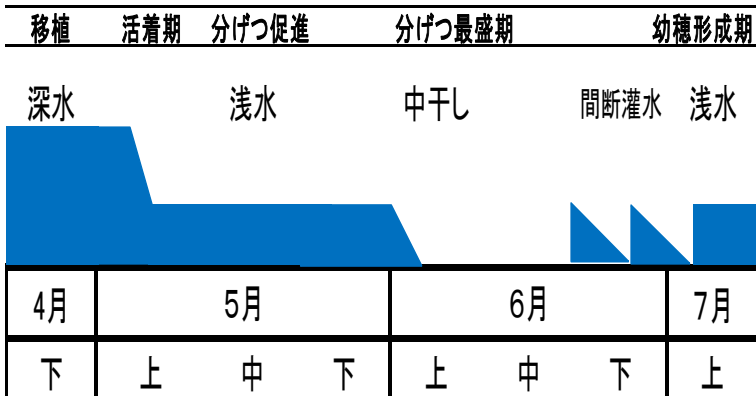 移植 活着期 分げつ促進 分げつ最盛期 幼穂形成期
深水 浅水 中干し 間断灌水 浅水
4月 5月 6月 7月
下 上 中 下 上 中 下 上